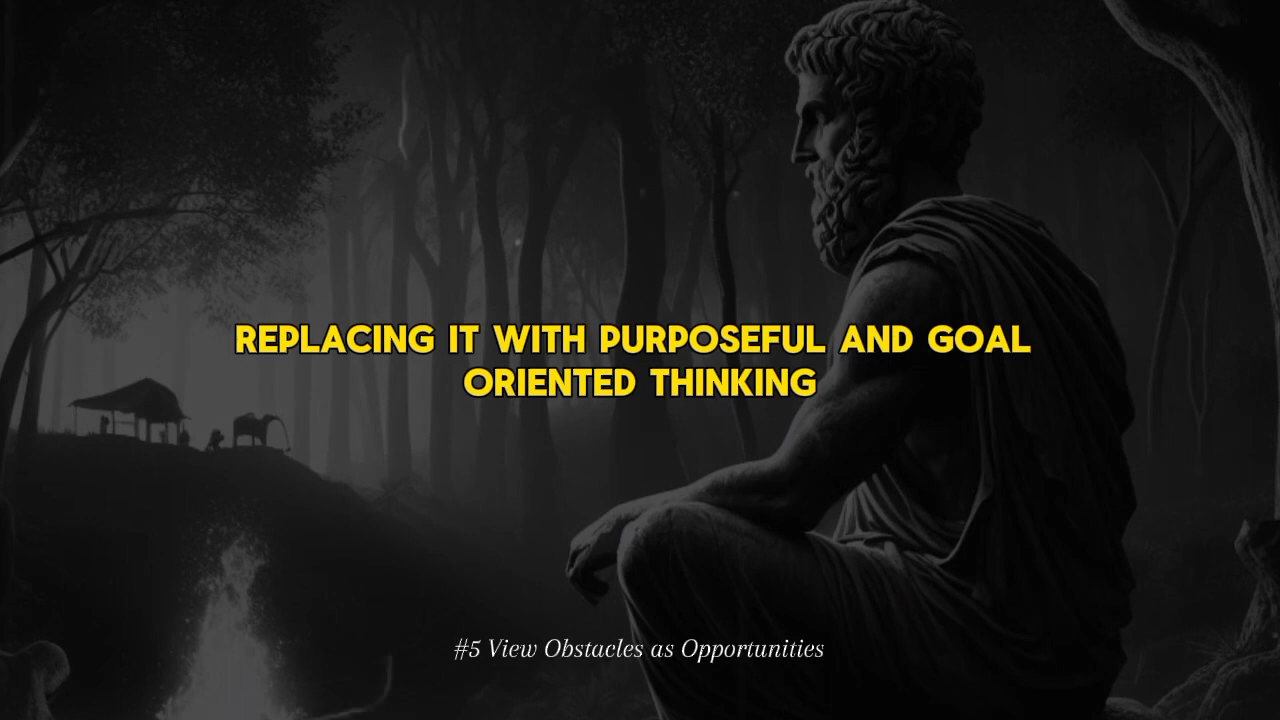 REPLACING IT WITH PURPOSEFUL AND GOAL
ORIENTED THINKING
#5 View Obstacles as Opportunities